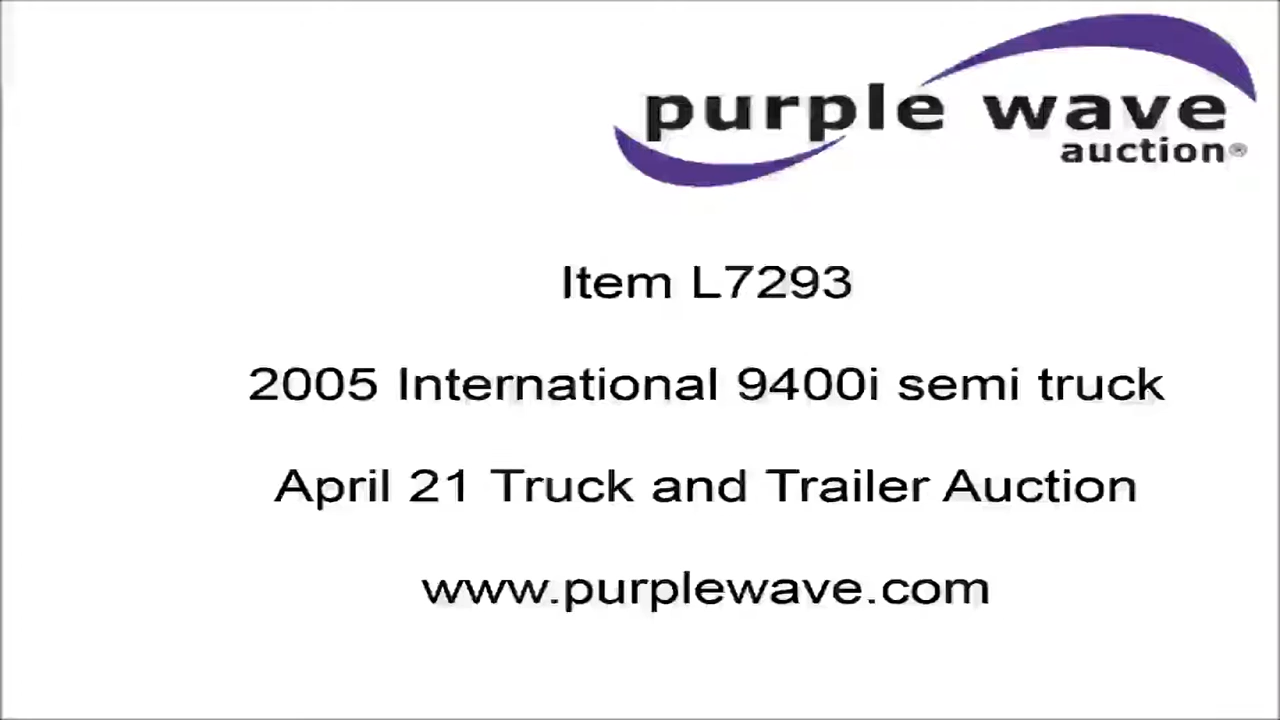 purple wave
auction®
Item L7293
2005 International 9400i semi truck
April 21 Truck and Trailer Auction
www.purplewave.com